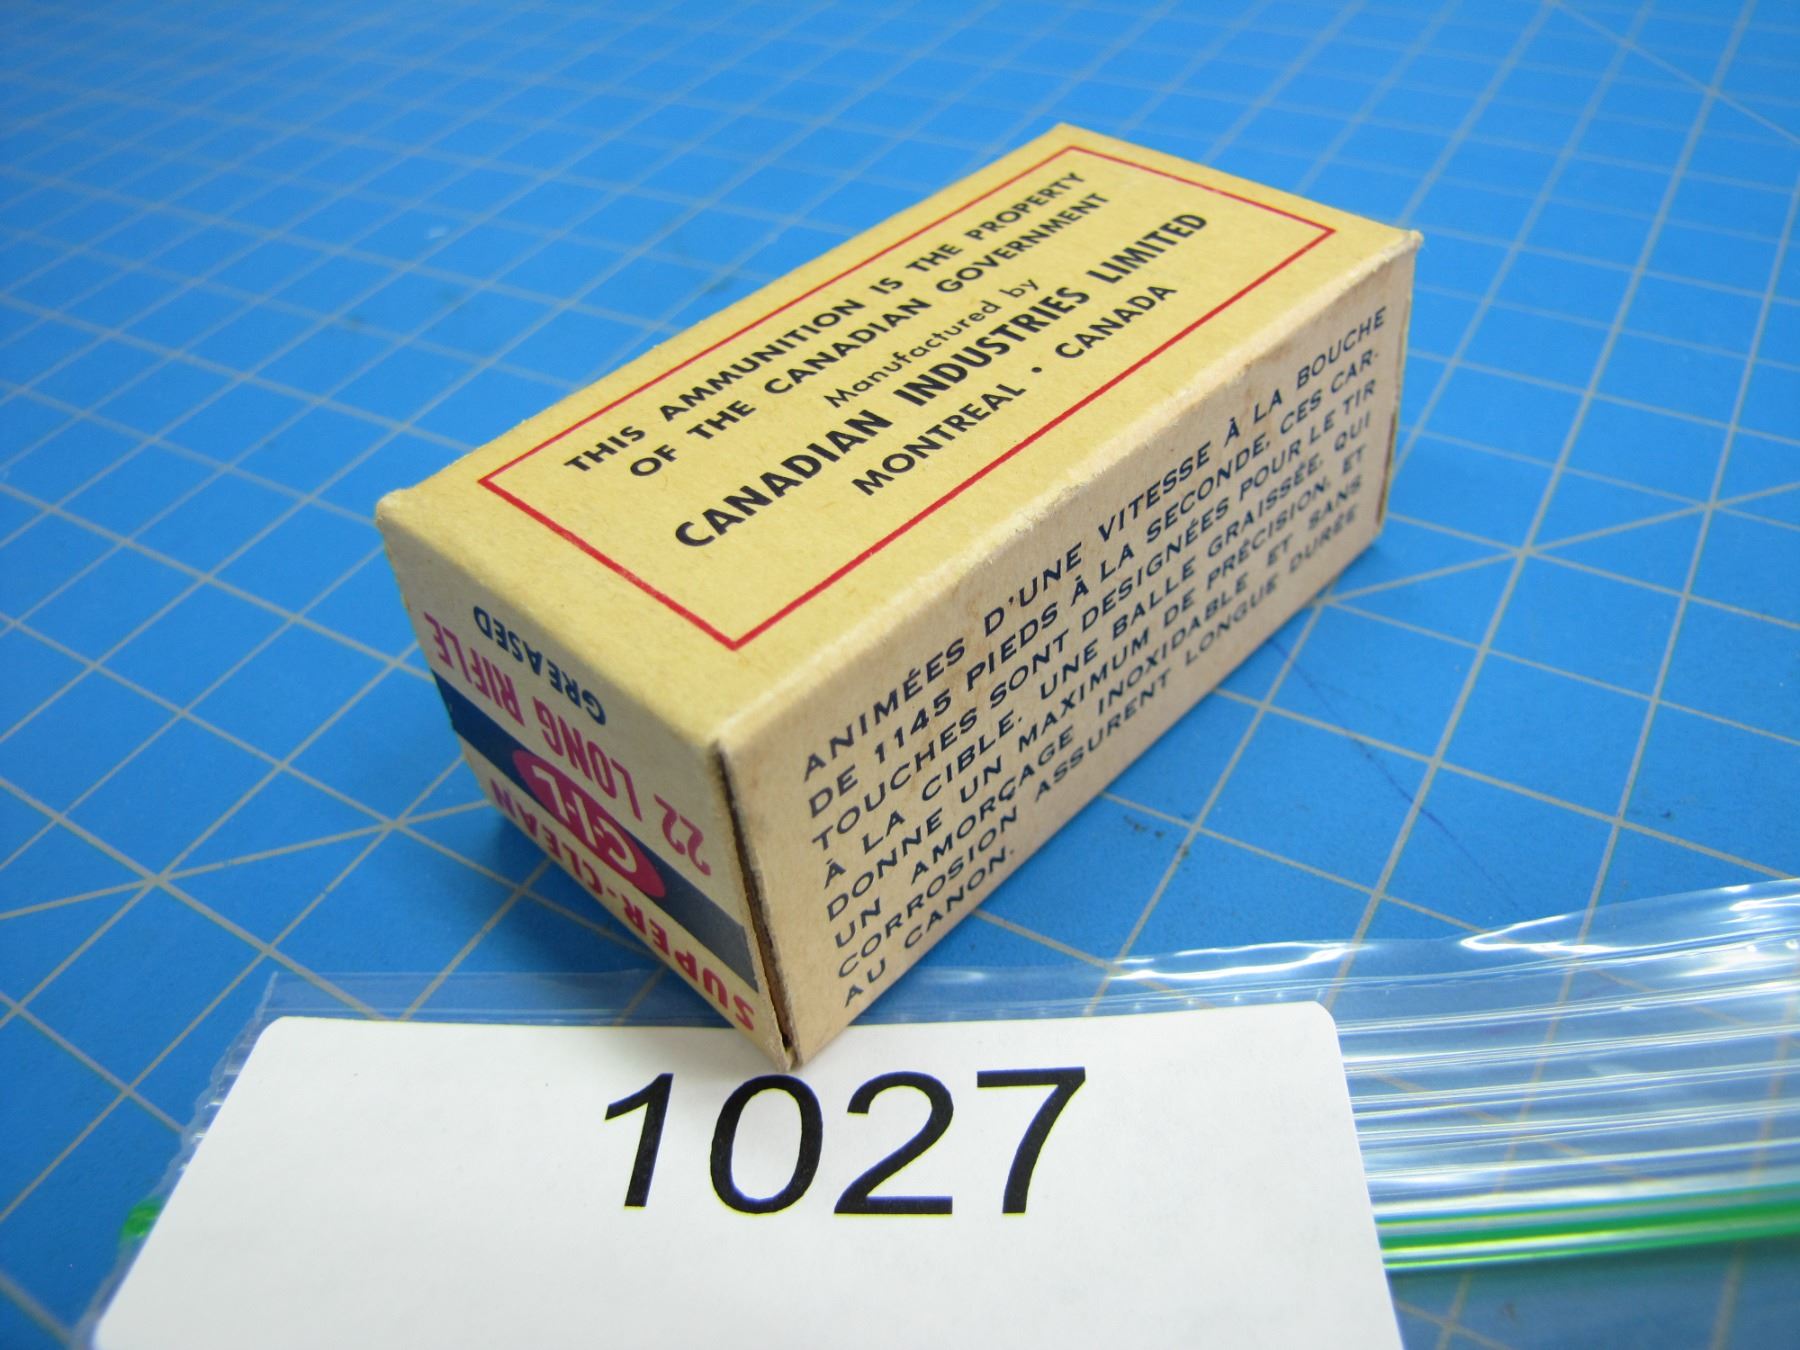 THIS AMMUNITION IS THE PROPERTY
OF THE CANADIAN GOVERNMENT
Manufactured by
CANADIAN INDUSTRIES LIMITED
MONTREAL • CANADA
ANIMÉES D'UNE VITESSE À LA BOUCHE
DE 1145 PIEDS À LA SECONDE, CES CAR-
TOUCHES SONT DESIGNÉES POUR LE TIR
À LA CIBLE. UNE BALLE GRAISSÉE, QUI
DONNE UN MAXIMUM DE PRÉCISION, ET
UN AMORÇAGE INOXIDABLE ET SANS
CORROSION ASSURENT LONGUE DURÉE
AU CANON.
SUPER-CLEAN
C-I-L
22 LONG RIFLE
GREASED
1027